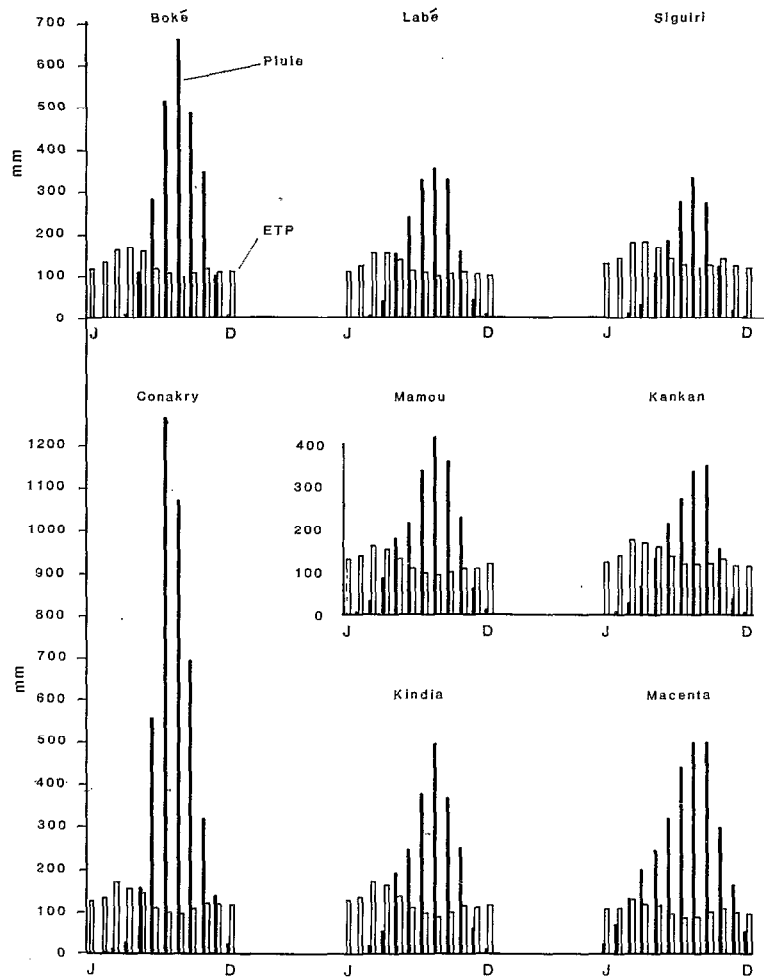 Boké
Labé
Siguiri
700
600
500
400
300
200
100
0
mm
Pluie
ETP
J D
J D
J D
Conakry
Mamou
Kankan
1200
1100
1000
900
800
700
600
500
400
300
200
100
0
mm
400
300
200
100
0
J D
J D
Kindia
Macenta
J D
J D
J D